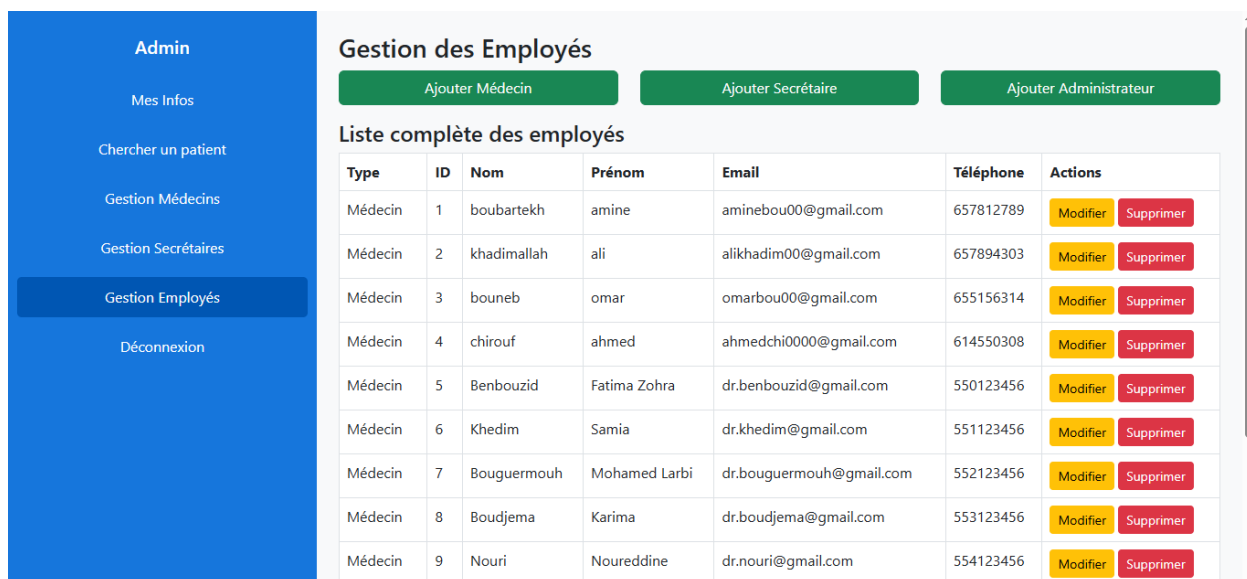 Admin
Mes Infos
Chercher un patient
Gestion Médecins
Gestion Secrétaires
Gestion Employés
Déconnexion
Gestion des Employés
Ajouter Médecin Ajouter Secrétaire Ajouter Administrateur
Liste complète des employés
Type ID Nom Prénom Email Téléphone Actions
Médecin 1 boubartekh amine aminebou00@gmail.com 657812789 Modifier Supprimer
Médecin 2 khadimallah ali alikhadim00@gmail.com 657894303 Modifier Supprimer
Médecin 3 bouneb omar omarbou00@gmail.com 655156314 Modifier Supprimer
Médecin 4 chirouf ahmed ahmedchi0000@gmail.com 614550308 Modifier Supprimer
Médecin 5 Benbouzid Fatima Zohra dr.benbouzid@gmail.com 550123456 Modifier Supprimer
Médecin 6 Khedim Samia dr.khedim@gmail.com 551123456 Modifier Supprimer
Médecin 7 Bouguermouh Mohamed Larbi dr.bouguermouh@gmail.com 552123456 Modifier Supprimer
Médecin 8 Boudjema Karima dr.boudjema@gmail.com 553123456 Modifier Supprimer
Médecin 9 Nouri Noureddine dr.nouri@gmail.com 554123456 Modifier Supprimer